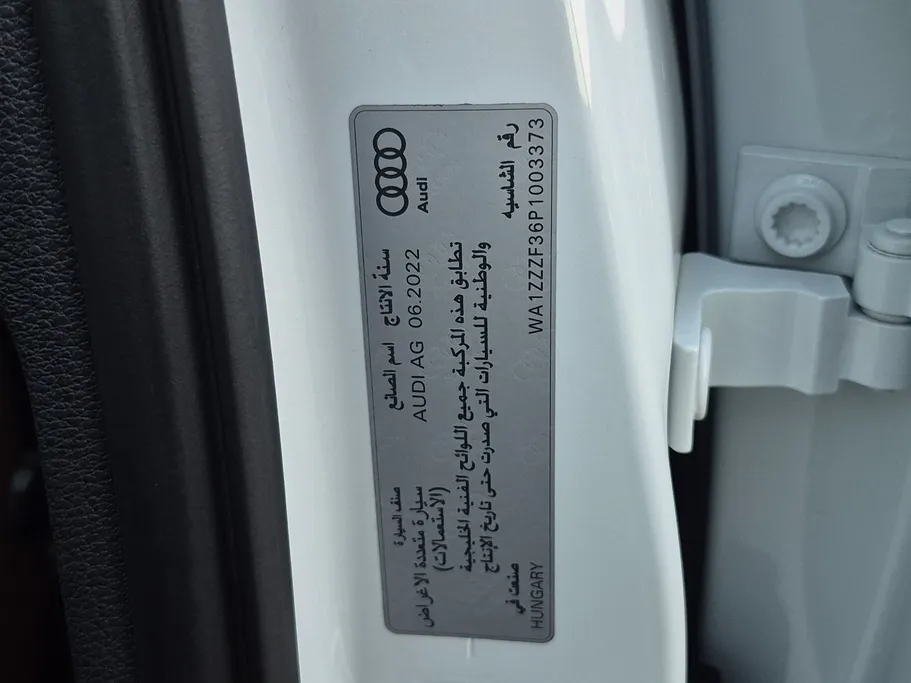 Audi
سنة الانتاج
اسم الصانع
صنف السيارة
06.2022
AUDI AG
سيارة متعددة الاغراض
(الاستعمالات)
تطابق هذه المركبة جميع اللوائح الفنية الخليجية
والوطنية للسيارات التي صدرت حتى تاريخ الإنتاج
رقم الشاسيه
صنعت في
WA1ZZZF36P1003373
HUNGARY